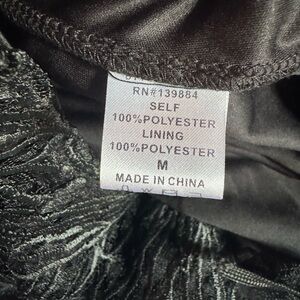 RN#139884
SELF
100%POLYESTER
LINING
100%POLYESTER
M
MADE IN CHINA